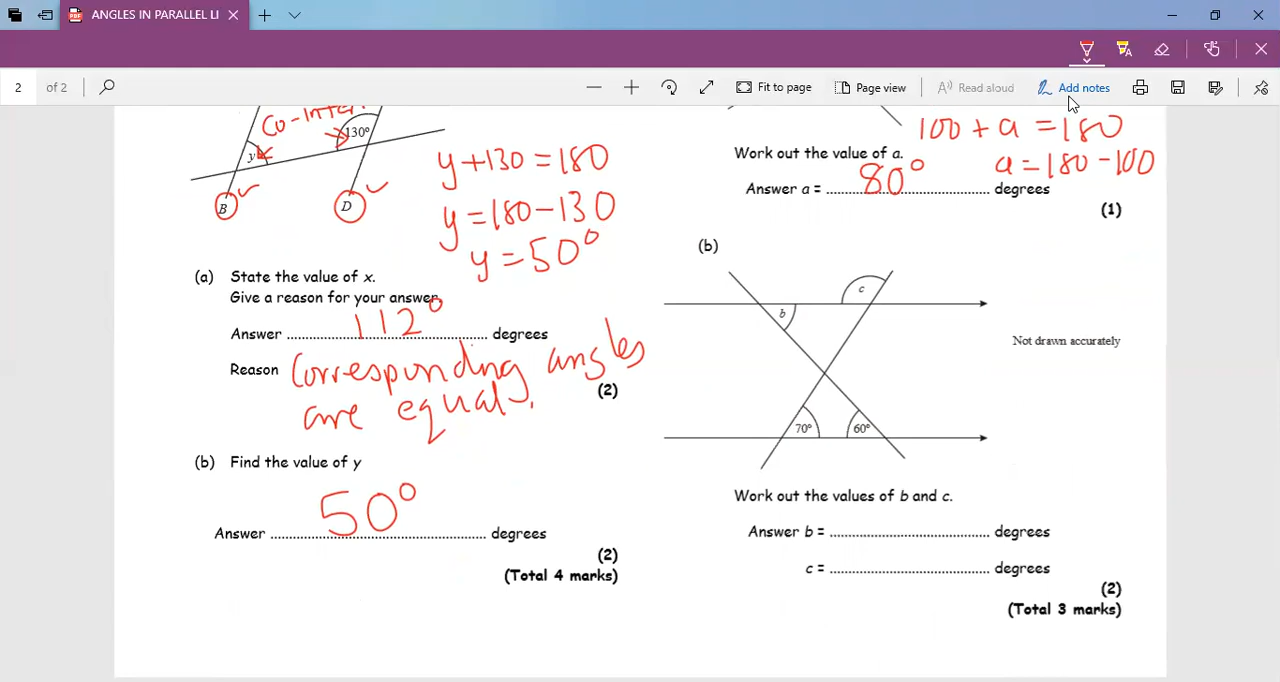 ANGLES IN PARALLEL LI
2 of 2
Fit to page
Page view
Read aloud
Add notes
Co-inter
130°
y
B
D
y+130=180
y=180-130
y=50°
(a) State the value of x.
Give a reason for your answer.
Answer 112° degrees
Reason Corresponding angles
are equal.
(2)
(b) Find the value of y
Answer 50° degrees
(2)
(Total 4 marks)
100+a=180
Work out the value of a.
a=180-100
Answer a = 80° degrees
(1)
(b)
c
b
Not drawn accurately
70° 60°
Work out the values of b and c.
Answer b = ........................................ degrees
c = ........................................ degrees
(2)
(Total 3 marks)